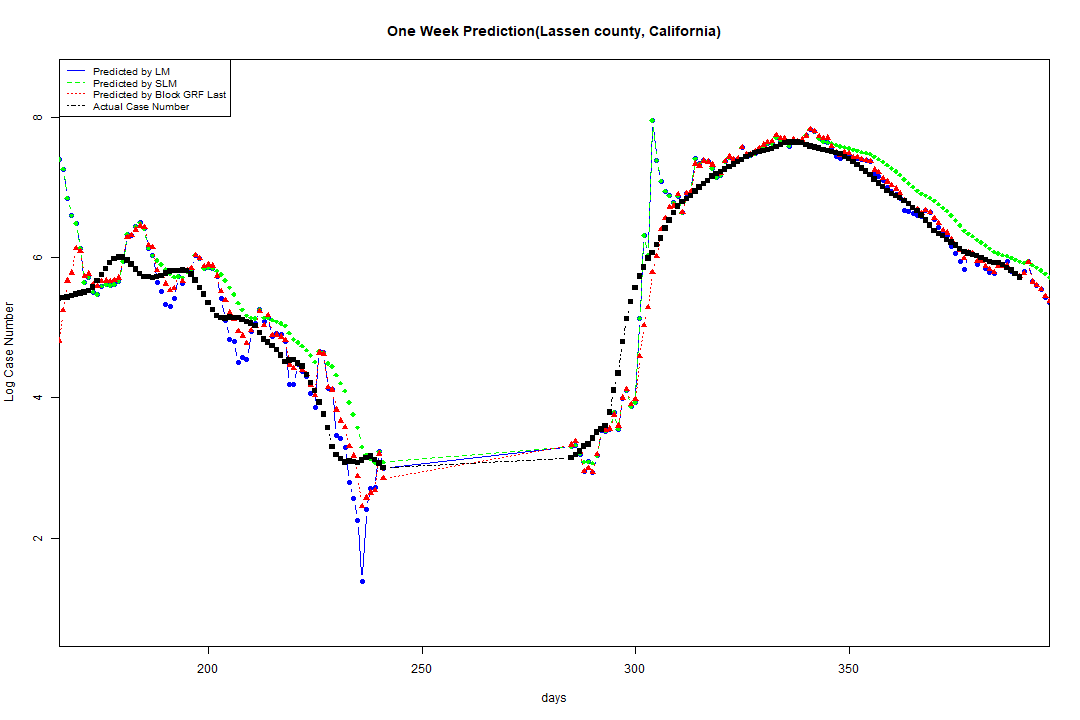 One Week Prediction(Lassen county, California)
Predicted by LM
Predicted by SLM
Predicted by Block GRF Last
Actual Case Number
8
6
4
2
Log Case Number
200 250 300 350
days